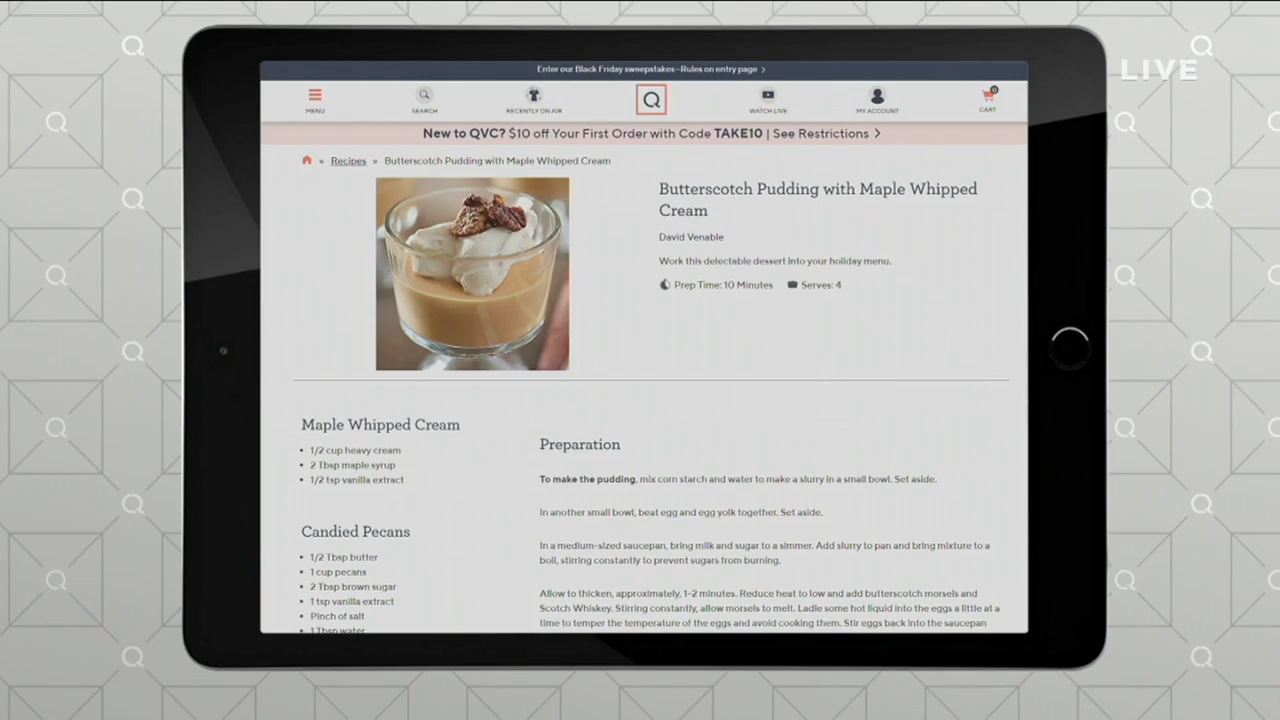 LIVE
Enter our Black Friday sweepstakes—Rules on entry page >
MENU
SEARCH
RECENTLY ON AIR
Q
WATCH LIVE
MY ACCOUNT
0
CART
New to QVC? $10 off Your First Order with Code TAKE10 | See Restrictions >
» Recipes » Butterscotch Pudding with Maple Whipped Cream
Butterscotch Pudding with Maple Whipped
Cream
David Venable
Work this delectable dessert into your holiday menu.
Prep Time: 10 Minutes Serves: 4
Maple Whipped Cream
• 1/2 cup heavy cream
• 2 Tbsp maple syrup
• 1/2 tsp vanilla extract
Candied Pecans
• 1/2 Tbsp butter
• 1 cup pecans
• 2 Tbsp brown sugar
• 1 tsp vanilla extract
• Pinch of salt
• 1 Tbsp water
Preparation
To make the pudding, mix corn starch and water to make a slurry in a small bowl. Set aside.
In another small bowl, beat egg and egg yolk together. Set aside.
In a medium-sized saucepan, bring milk and sugar to a simmer. Add slurry to pan and bring mixture to a
boil, stirring constantly to prevent sugars from burning.
Allow to thicken, approximately, 1-2 minutes. Reduce heat to low and add butterscotch morsels and
Scotch Whiskey. Stirring constantly, allow morsels to melt. Ladle some hot liquid into the eggs a little at a
time to temper the temperature of the eggs and avoid cooking them. Stir eggs back into the saucepan